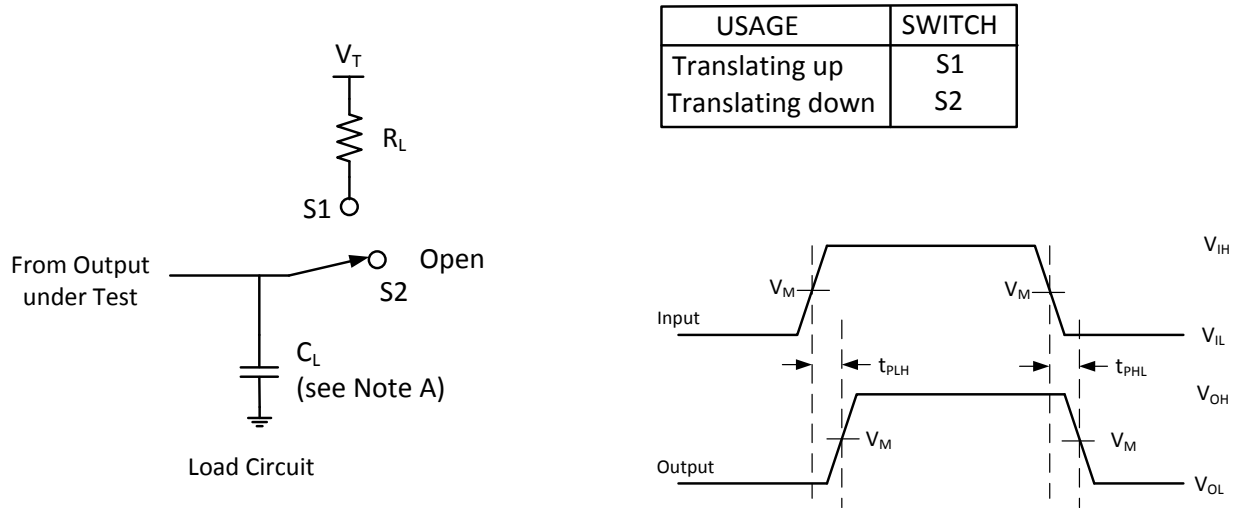 USAGE SWITCH
Translating up S1
Translating down S2
V_T
R_L
S1
Open
S2
From Output
under Test
C_L
(see Note A)
Load Circuit
V_IH
V_M V_M
Input
V_IL
t_PLH t_PHL
V_OH
V_M V_M
Output
V_OL